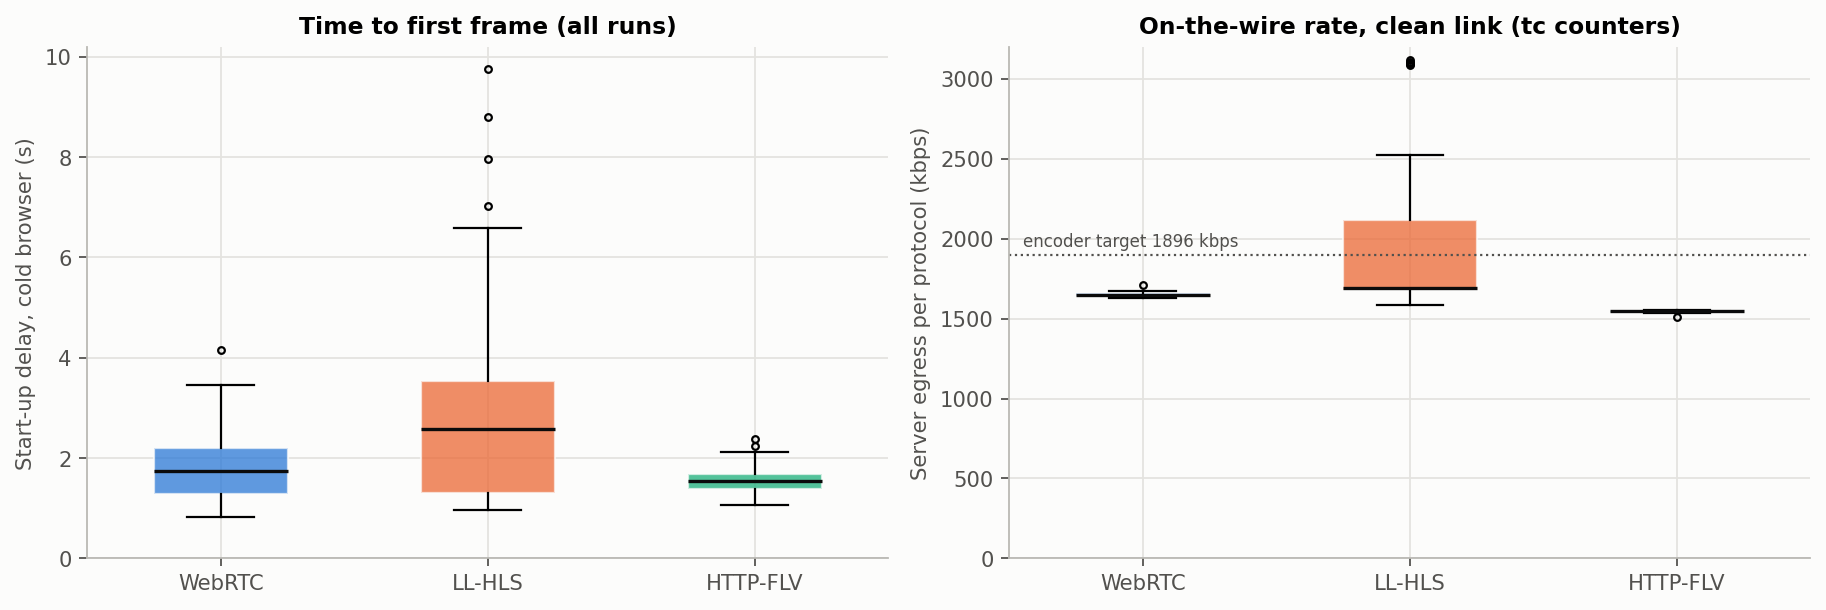 Time to first frame (all runs)
Start-up delay, cold browser (s)
10
8
6
4
2
0
WebRTC
LL-HLS
HTTP-FLV
On-the-wire rate, clean link (tc counters)
Server egress per protocol (kbps)
3000
2500
2000
1500
1000
500
0
encoder target 1896 kbps
WebRTC
LL-HLS
HTTP-FLV